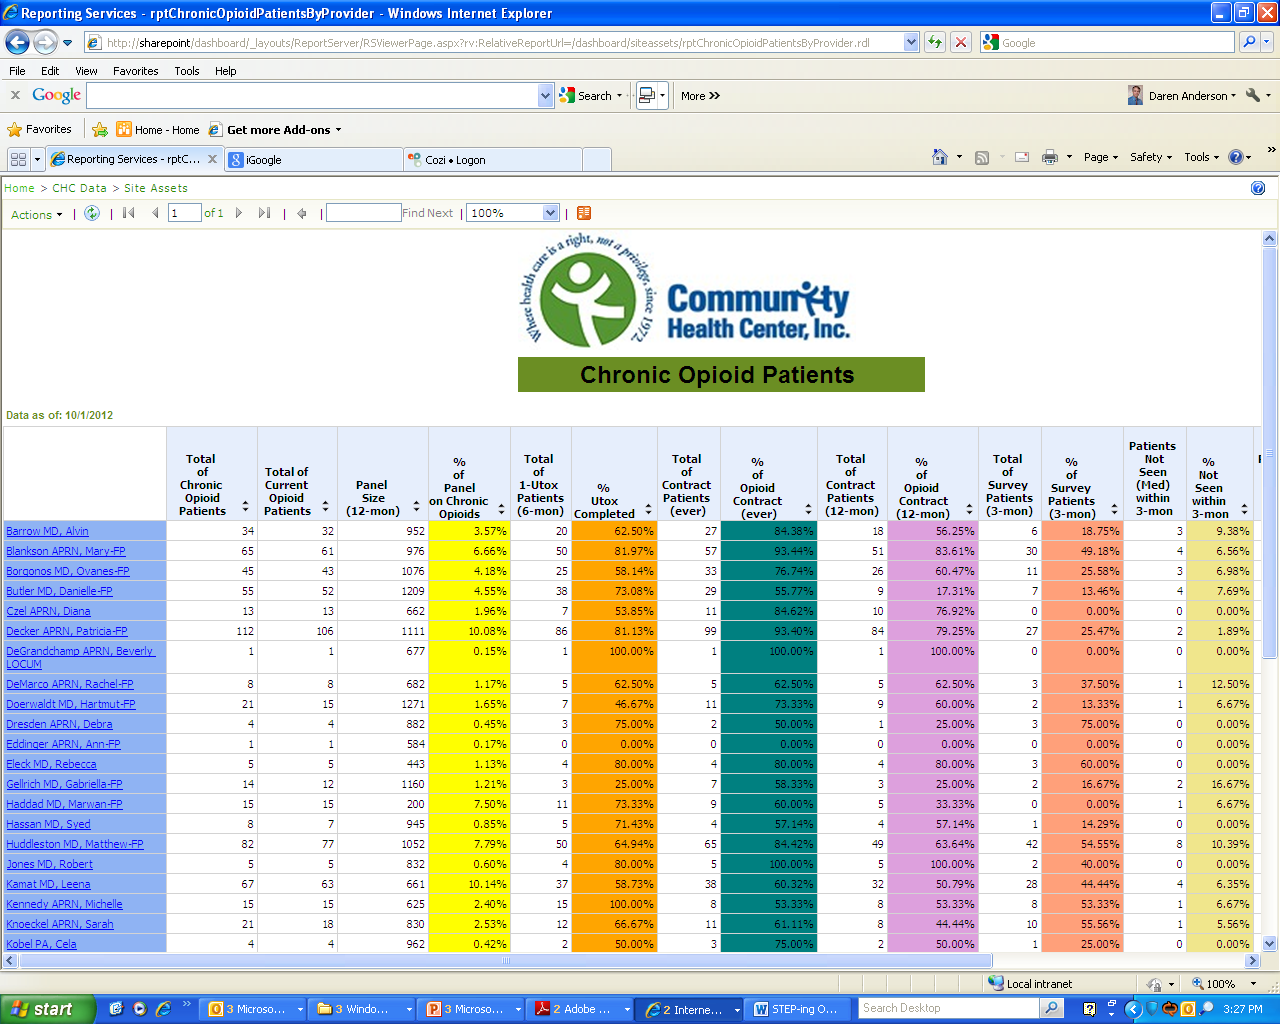 Reporting Services - rptChronicOpioidPatientsByProvider - Windows Internet Explorer
http://sharepoint/dashboard/_layouts/ReportServer/RSViewerPage.aspx?rv:RelativeReportUrl=/dashboard/siteassets/rptChronicOpioidPatientsByProvider.rdl Google
File Edit View Favorites Tools Help
x Google Search More >> Daren Anderson
Favorites Home - Home Get more Add-ons
Reporting Services - rptC... iGoogle Cozi • Logon Page Safety Tools
Home > CHC Data > Site Assets
Actions | 1 of 1 | Find Next | 100% |
Where health care is a right, not a privilege, since 1972
Community
Health Center, Inc.
Chronic Opioid Patients
Data as of: 10/1/2012
Total of Chronic Opioid Patients Total of Current Opioid Patients Panel Size (12-mon) % of Panel on Chronic Opioids Total of 1-Utox Patients (6-mon) % Utox Completed Total of Contract Patients (ever) % of Opioid Contract (ever) Total of Contract Patients (12-mon) % of Opioid Contract (12-mon) Total of Survey Patients (3-mon) % of Survey Patients (3-mon) Patients Not Seen (Med) within 3-mon % Not Seen within 3-mon
Barrow MD, Alvin 34 32 952 3.57% 20 62.50% 27 84.38% 18 56.25% 6 18.75% 3 9.38%
Blankson APRN, Mary-FP 65 61 976 6.66% 50 81.97% 57 93.44% 51 83.61% 30 49.18% 4 6.56%
Borgonos MD, Ovanes-FP 45 43 1076 4.18% 25 58.14% 33 76.74% 26 60.47% 11 25.58% 3 6.98%
Butler MD, Danielle-FP 55 52 1209 4.55% 38 73.08% 29 55.77% 9 17.31% 7 13.46% 4 7.69%
Czel APRN, Diana 13 13 662 1.96% 7 53.85% 11 84.62% 10 76.92% 0 0.00% 0 0.00%
Decker APRN, Patricia-FP 112 106 1111 10.08% 86 81.13% 99 93.40% 84 79.25% 27 25.47% 2 1.89%
DeGrandchamp APRN, Beverly 1 1 677 0.15% 1 100.00% 1 100.00% 1 100.00% 0 0.00% 0 0.00%
LOCUM
DeMarco APRN, Rachel-FP 8 8 682 1.17% 5 62.50% 5 62.50% 5 62.50% 3 37.50% 1 12.50%
Doerwaldt MD, Hartmut-FP 21 15 1271 1.65% 7 46.67% 11 73.33% 9 60.00% 2 13.33% 1 6.67%
Dresden APRN, Debra 4 4 882 0.45% 3 75.00% 2 50.00% 1 25.00% 3 75.00% 0 0.00%
Eddinger APRN, Ann-FP 1 1 584 0.17% 0 0.00% 0 0.00% 0 0.00% 0 0.00% 0 0.00%
Eleck MD, Rebecca 5 5 443 1.13% 4 80.00% 4 80.00% 4 80.00% 3 60.00% 0 0.00%
Gellrich MD, Gabriella-FP 14 12 1160 1.21% 3 25.00% 7 58.33% 3 25.00% 2 16.67% 2 16.67%
Haddad MD, Marwan-FP 15 15 200 7.50% 11 73.33% 9 60.00% 5 33.33% 0 0.00% 1 6.67%
Hassan MD, Syed 8 7 945 0.85% 5 71.43% 4 57.14% 4 57.14% 1 14.29% 0 0.00%
Huddleston MD, Matthew-FP 82 77 1052 7.79% 50 64.94% 65 84.42% 49 63.64% 42 54.55% 8 10.39%
Jones MD, Robert 5 5 832 0.60% 4 80.00% 5 100.00% 5 100.00% 2 40.00% 0 0.00%
Kamat MD, Leena 67 63 661 10.14% 37 58.73% 38 60.32% 32 50.79% 28 44.44% 4 6.35%
Kennedy APRN, Michelle 15 15 625 2.40% 15 100.00% 8 53.33% 8 53.33% 8 53.33% 1 6.67%
Knoeckel APRN, Sarah 21 18 830 2.53% 12 66.67% 11 61.11% 8 44.44% 10 55.56% 1 5.56%
Kobel PA, Cela 4 4 962 0.42% 2 50.00% 3 75.00% 2 50.00% 1 25.00% 0 0.00%
Local intranet 100%
start 3 Microso... 3 Window... 3 Microsof... 2 Adobe ... 2 Interne... STEP-ing O... Search Desktop 3:27 PM